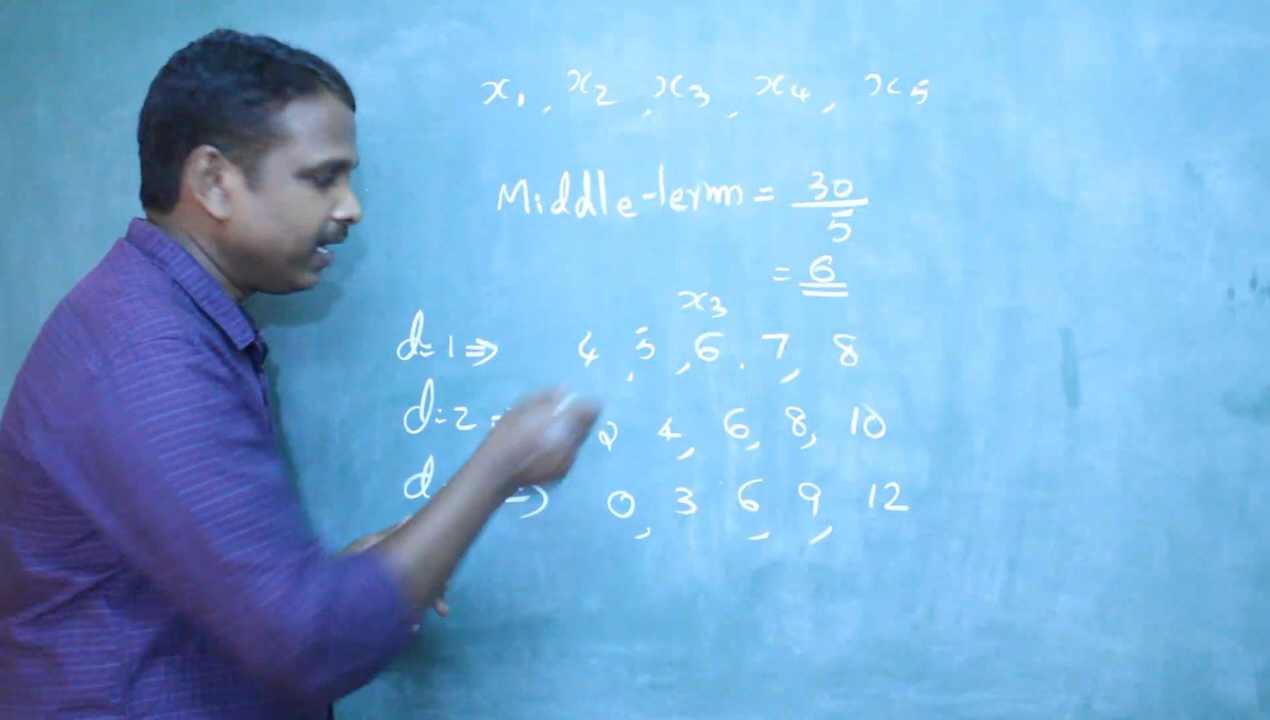 x1, x2, x3, x4, x5
Middle-term = 30/5
= 6
x3
d=1 ⇒ 4, 5, 6, 7, 8
d=2 = 2 4, 6, 8, 10
d ⇒ 0, 3 6, 9, 12